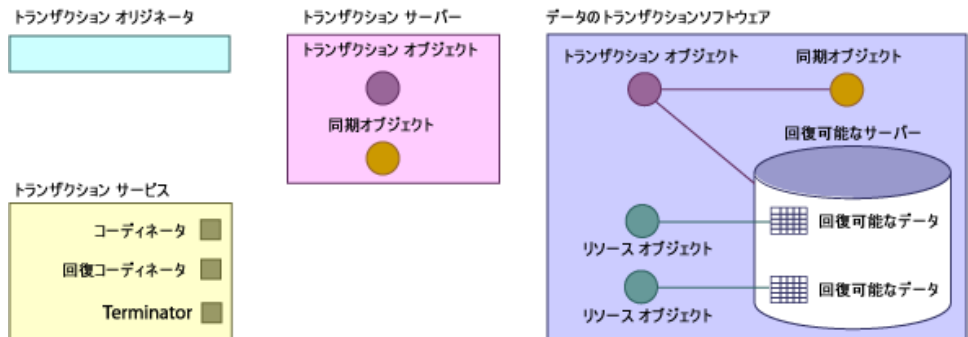 トランザクション オリジネータ
トランザクション サーバー
トランザクション オブジェクト
同期オブジェクト
データのトランザクションソフトウェア
トランザクション オブジェクト
同期オブジェクト
回復可能なサーバー
回復可能なデータ
リソース オブジェクト
回復可能なデータ
リソース オブジェクト
トランザクション サービス
コーディネータ
回復コーディネータ
Terminator